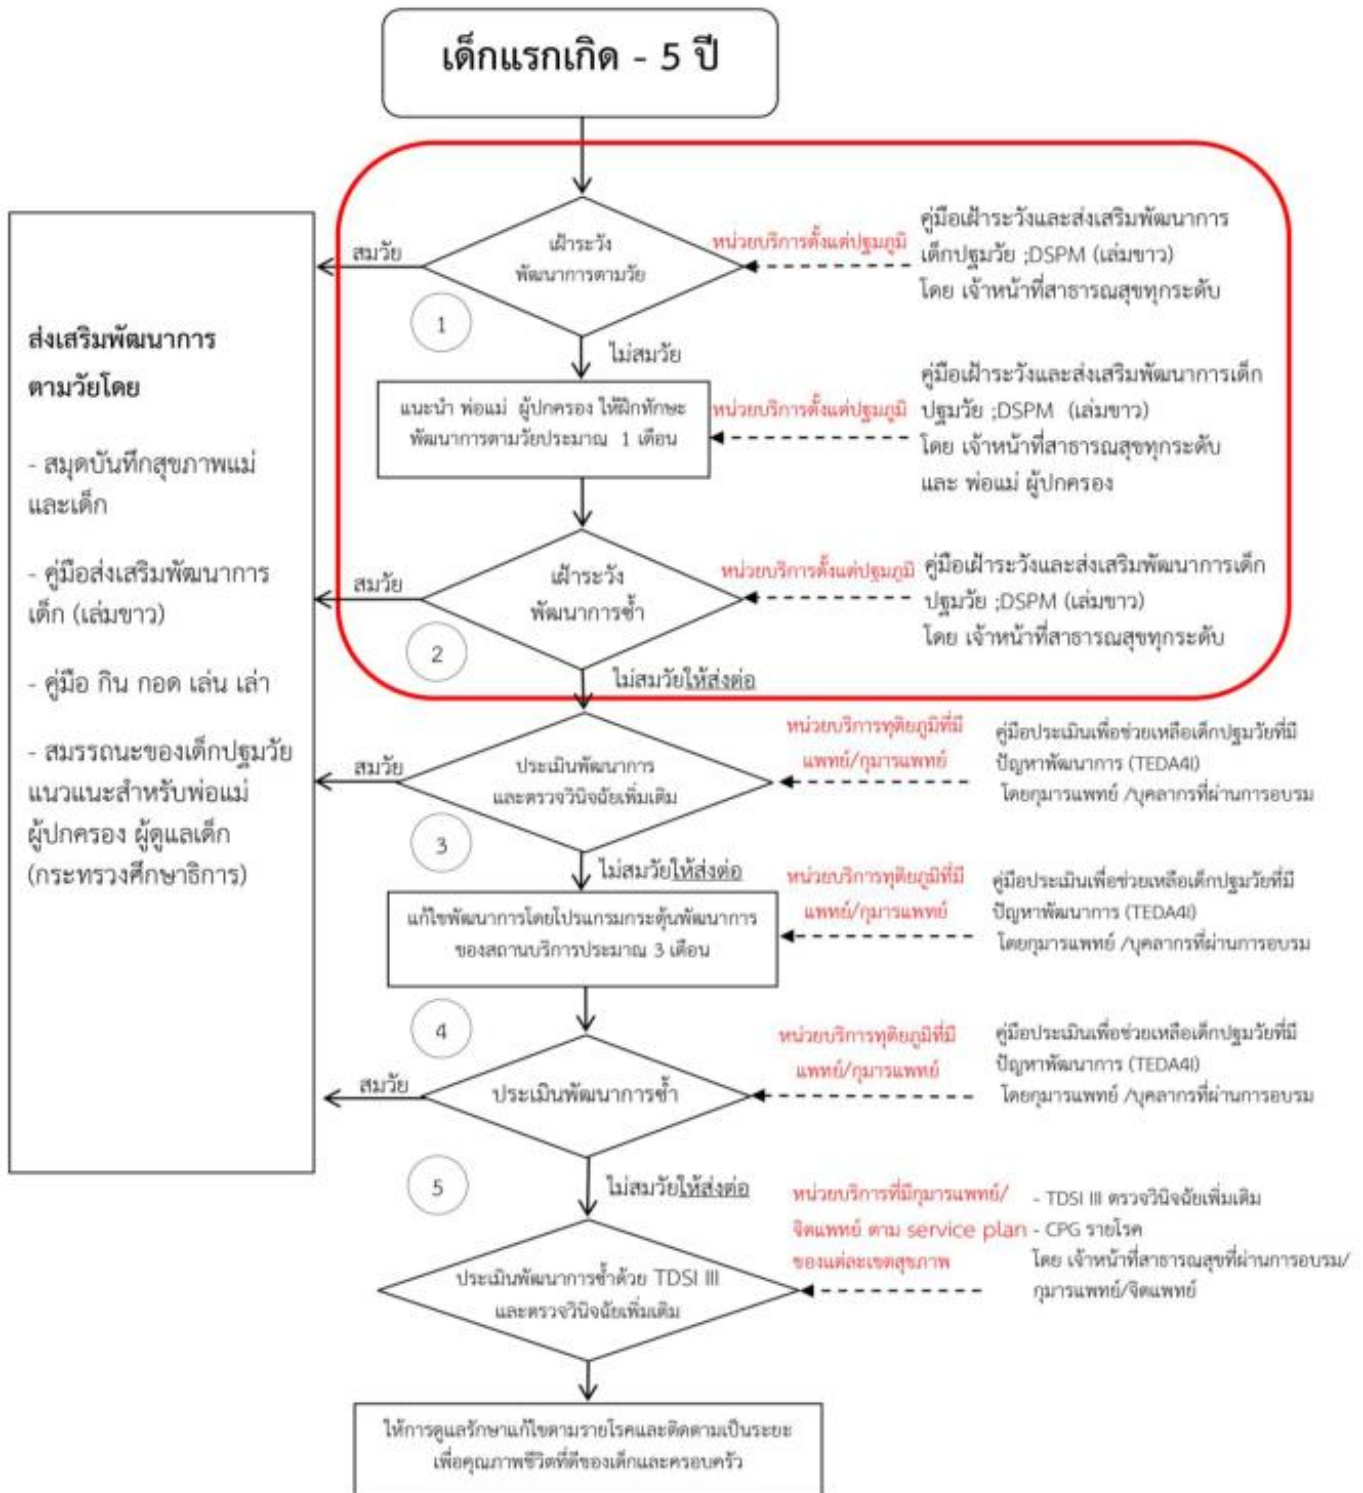 เด็กแรกเกิด - 5 ปี
เฝ้าระวัง
พัฒนาการตามวัย
สมวัย
1
หน่วยบริการตั้งแต่ปฐมภูมิ
คู่มือเฝ้าระวังและส่งเสริมพัฒนาการ
เด็กปฐมวัย ;DSPM (เล่มขาว)
โดย เจ้าหน้าที่สาธารณสุขทุกระดับ
ไม่สมวัย
แนะนำ พ่อแม่ ผู้ปกครอง ให้ฝึกทักษะ
พัฒนาการตามวัยประมาณ 1 เดือน
หน่วยบริการตั้งแต่ปฐมภูมิ
คู่มือเฝ้าระวังและส่งเสริมพัฒนาการเด็ก
ปฐมวัย ;DSPM (เล่มขาว)
โดย เจ้าหน้าที่สาธารณสุขทุกระดับ
และ พ่อแม่ ผู้ปกครอง
เฝ้าระวัง
พัฒนาการซ้ำ
สมวัย
2
หน่วยบริการตั้งแต่ปฐมภูมิ
คู่มือเฝ้าระวังและส่งเสริมพัฒนาการเด็ก
ปฐมวัย ;DSPM (เล่มขาว)
โดย เจ้าหน้าที่สาธารณสุขทุกระดับ
ไม่สมวัยให้ส่งต่อ
ส่งเสริมพัฒนาการ
ตามวัยโดย
- สมุดบันทึกสุขภาพแม่
และเด็ก
- คู่มือส่งเสริมพัฒนาการ
เด็ก (เล่มขาว)
- คู่มือ กิน กอด เล่น เล่า
- สมรรถนะของเด็กปฐมวัย
แนวแนะสำหรับพ่อแม่
ผู้ปกครอง ผู้ดูแลเด็ก
(กระทรวงศึกษาธิการ)
ประเมินพัฒนาการ
และตรวจวินิจฉัยเพิ่มเติม
สมวัย
3
หน่วยบริการทุติยภูมิที่มี
แพทย์/กุมารแพทย์
คู่มือประเมินเพื่อช่วยเหลือเด็กปฐมวัยที่มี
ปัญหาพัฒนาการ (TEDA4I)
โดยกุมารแพทย์ /บุคลากรที่ผ่านการอบรม
ไม่สมวัยให้ส่งต่อ
แก้ไขพัฒนาการโดยโปรแกรมกระตุ้นพัฒนาการ
ของสถานบริการประมาณ 3 เดือน
หน่วยบริการทุติยภูมิที่มี
แพทย์/กุมารแพทย์
คู่มือประเมินเพื่อช่วยเหลือเด็กปฐมวัยที่มี
ปัญหาพัฒนาการ (TEDA4I)
โดยกุมารแพทย์ /บุคลากรที่ผ่านการอบรม
4
ประเมินพัฒนาการซ้ำ
สมวัย
หน่วยบริการทุติยภูมิที่มี
แพทย์/กุมารแพทย์
คู่มือประเมินเพื่อช่วยเหลือเด็กปฐมวัยที่มี
ปัญหาพัฒนาการ (TEDA4I)
โดยกุมารแพทย์ /บุคลากรที่ผ่านการอบรม
5
ไม่สมวัยให้ส่งต่อ
ประเมินพัฒนาการซ้ำด้วย TDSI III
และตรวจวินิจฉัยเพิ่มเติม
หน่วยบริการที่มีกุมารแพทย์/
จิตแพทย์ ตาม service plan
ของแต่ละเขตสุขภาพ
- TDSI III ตรวจวินิจฉัยเพิ่มเติม
- CPG รายโรค
โดย เจ้าหน้าที่สาธารณสุขที่ผ่านการอบรม/
กุมารแพทย์/จิตแพทย์
ให้การดูแลรักษาแก้ไขตามรายโรคและติดตามเป็นระยะ
เพื่อคุณภาพชีวิตที่ดีของเด็กและครอบครัว